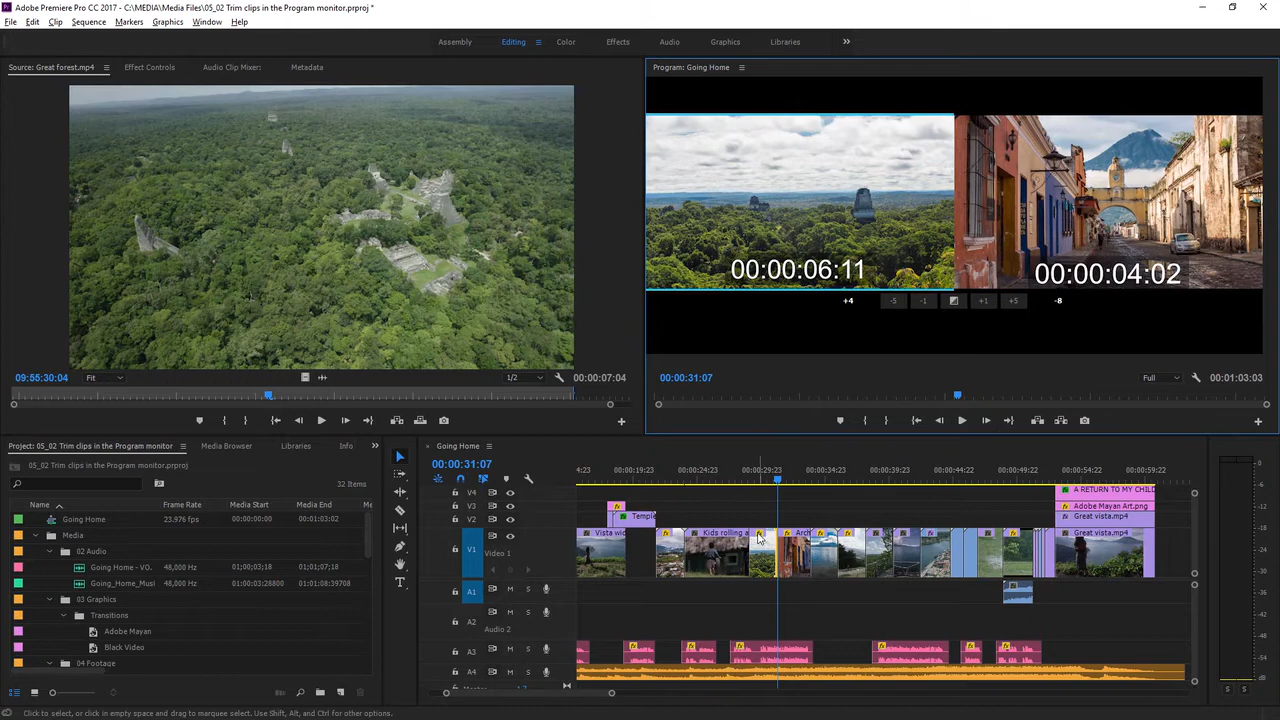 Adobe Premiere Pro CC 2017 - C:\MEDIA\Media Files\05_02 Trim clips in the Program monitor.prproj *
File Edit Clip Sequence Markers Graphics Window Help
Assembly Editing Color Effects Audio Graphics Libraries
Source: Great forest.mp4 Effect Controls Audio Clip Mixer: Metadata
Program: Going Home
00:00:06:11
00:00:04:02
+4 -5 -1 +1 +5 -8
09:55:30:04 Fit 1/2 00:00:07:04
00:00:31:07 Full 00:01:03:03
Project: 05_02 Trim clips in the Program monitor Media Browser Libraries Info
05_02 Trim clips in the Program monitor.prproj
32 Items
Name Frame Rate Media Start Media End Me
Going Home 23.976 fps 00:00:00:00 00:01:03:02
Media
02 Audio
Going Home - VO. 48,000 Hz 00;01;03;18 00:01:07;18
Going_Home_Musi 48,000 Hz 00:01:03:28800 00:01:08:39708
03 Graphics
Transitions
Adobe Mayan
Black Video
04 Footage
Going Home
00:00:31:07
4:23 00:00:19:23 00:00:24:23 00:00:29:23 00:00:34:23 00:00:39:23 00:00:44:22 00:00:49:22 00:00:54:22 00:00:59:22
V4
V3
V2
V1 Video 1
A1 M S
A2 M S
Audio 2
A3 M S
A4 M S
A RETURN TO MY CHILD
Adobe Mayan Art.png
Temple
Great vista.mp4
Vista wid
Kids rolling a
Arch
Great vista.mp4
0
-6
-12
-18
-24
-30
-36
-42
-48
-54
dB
S S
Click to select, or click in empty space and drag to marquee select. Use Shift, Alt, and Ctrl for other options.